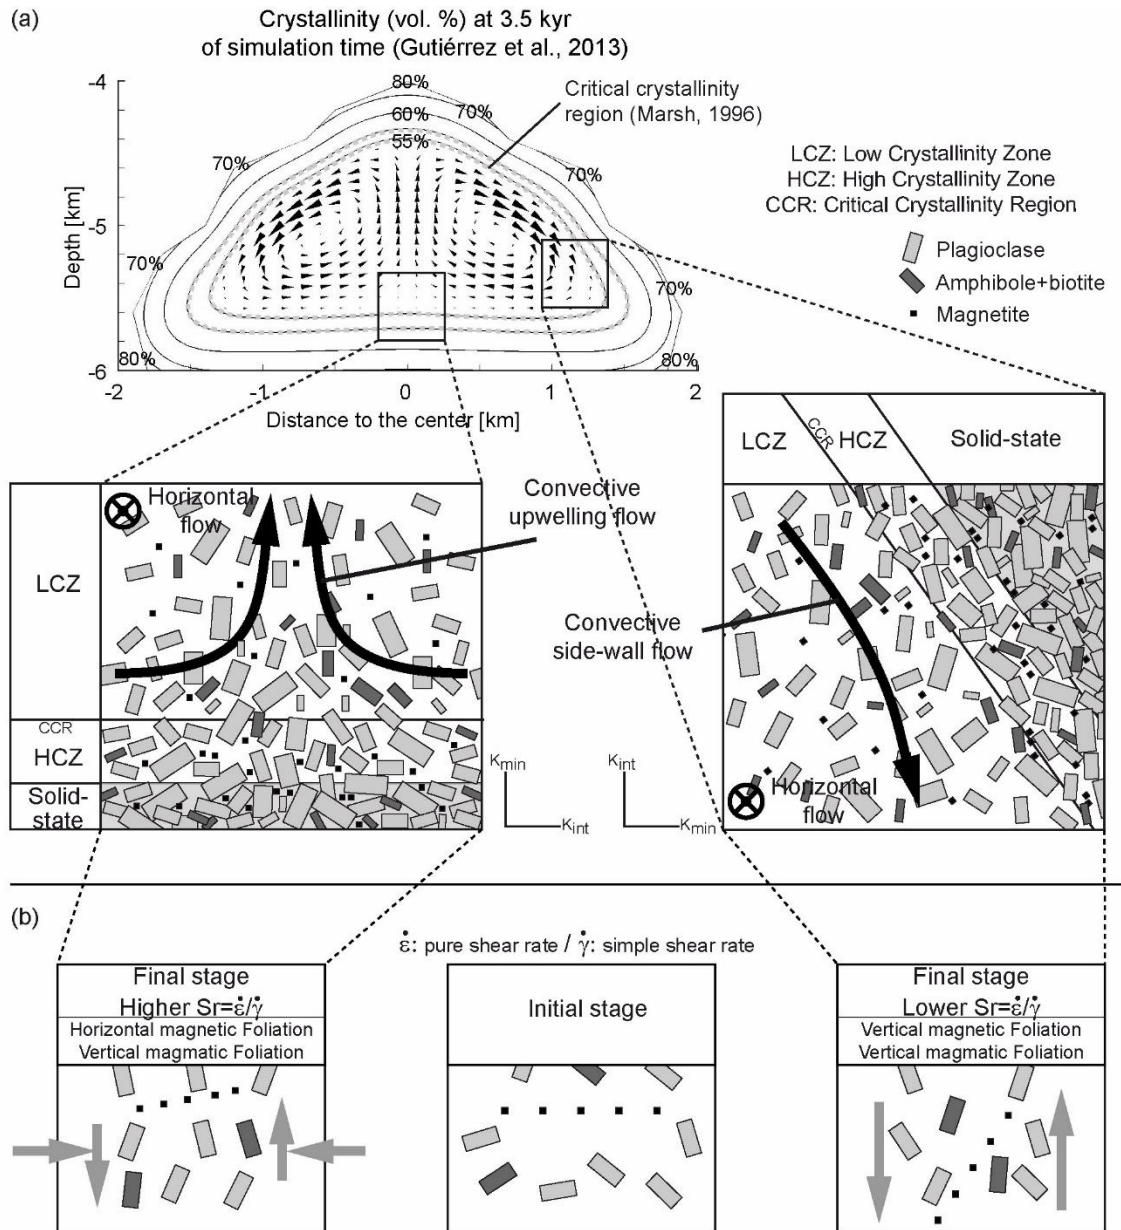 (a)
Crystallinity (vol. %) at 3.5 kyr
of simulation time (Gutiérrez et al., 2013)
Critical crystallinity
region (Marsh, 1996)
LCZ: Low Crystallinity Zone
HCZ: High Crystallinity Zone
CCR: Critical Crystallinity Region
Plagioclase
Amphibole+biotite
Magnetite
-4
-5
-6
Depth [km]
80%
70%
60%
55%
70%
70%
70%
70%
80%
70%
80%
-2
-1
0
1
2
Distance to the center [km]
LCZ
CCR
HCZ
Solid-state
Horizontal
flow
Convective
upwelling flow
LCZ
CCR
HCZ
Solid-
state
Convective
side-wall flow
Horizontal
flow
Kmin
Kint
Kint
Kmin
(b)
ε̇: pure shear rate / γ̇: simple shear rate
Final stage
Higher Sr=ε̇/γ̇
Horizontal magnetic Foliation
Vertical magmatic Foliation
Initial stage
Final stage
Lower Sr=ε̇/γ̇
Vertical magnetic Foliation
Vertical magmatic Foliation